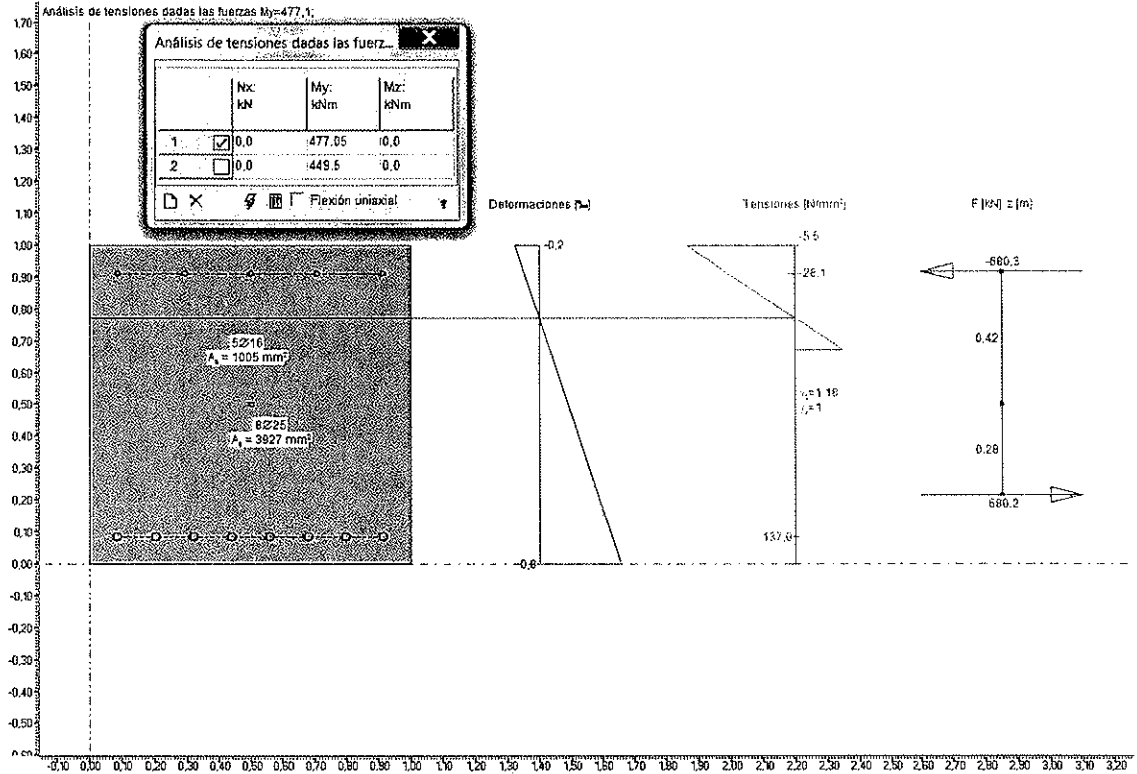 Análisis de tensiones dadas las fuerzas My=477,1;
Análisis de tensiones dadas las fuerz...
Nx: My: Mz:
kN kNm kNm
1 0,0 477.05 0,0
2 0,0 449.5 0,0
Flexión uniaxial
Deformaciones [‰] Tensiones [N/mm²] F [kN] z [m]
-0,2 -5.5
-28.1 -680,3
5Ø16
A_s = 1005 mm²
0.42
8Ø25
A_s = 3927 mm²
=1
0.28
680.2
137,0
1,70
1,60
1,50
1,40
1,30
1,20
1,10
1,00
0,90
0,80
0,70
0,60
0,50
0,40
0,30
0,20
0,10
0,00
-0,10
-0,20
-0,30
-0,40
-0,50
-0,10 0,00 0,10 0,20 0,30 0,40 0,50 0,60 0,70 0,80 0,90 1,00 1,10 1,20 1,30 1,40 1,50 1,60 1,70 1,80 1,90 2,00 2,10 2,20 2,30 2,40 2,50 2,60 2,70 2,80 2,90 3,00 3,10 3,20